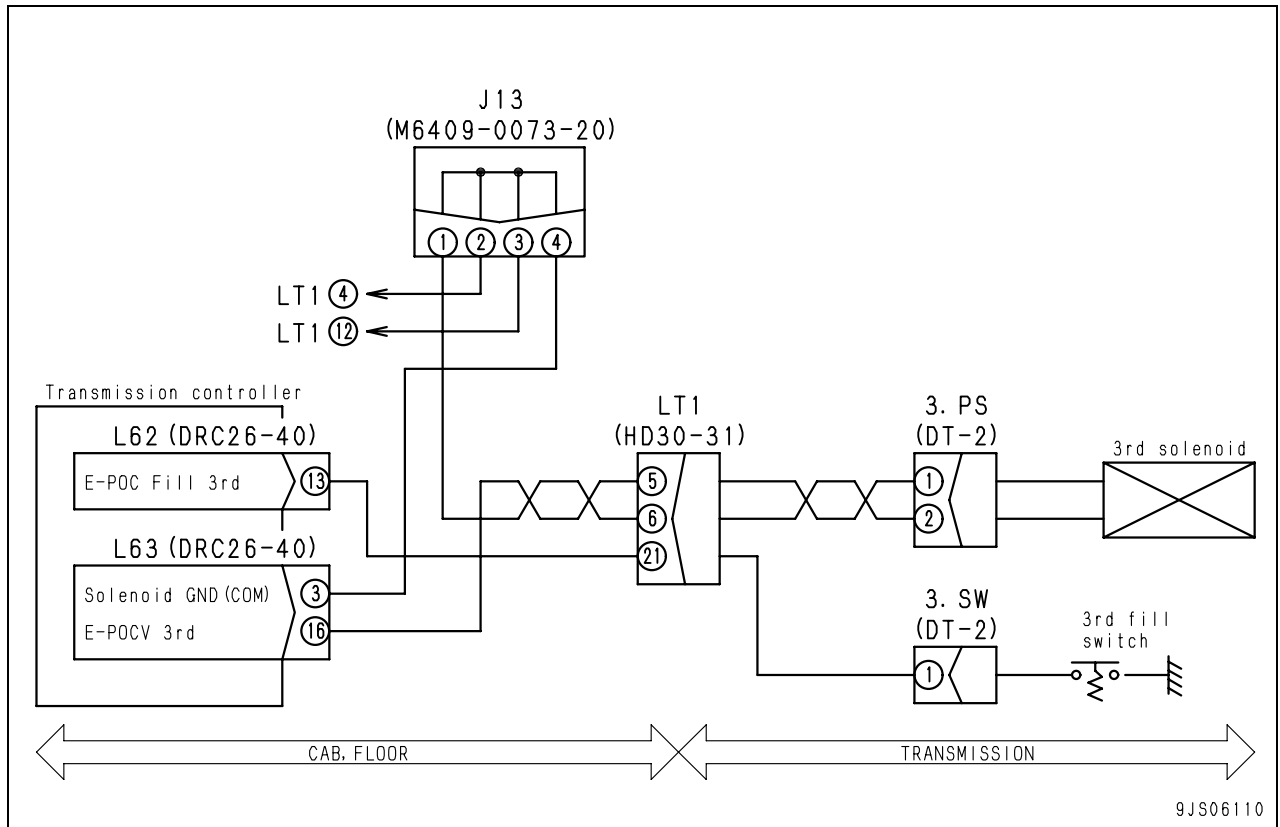 J13
(M6409-0073-20)
1 2 3 4
LT1 4
LT1 12
Transmission controller
L62 (DRC26-40)
E-POC Fill 3rd 13
L63 (DRC26-40)
Solenoid GND (COM) 3
E-POCV 3rd 16
LT1
(HD30-31)
5
6
21
3. PS
(DT-2)
1
2
3rd solenoid
3. SW
(DT-2)
1
3rd fill
switch
CAB, FLOOR
TRANSMISSION
9JS06110